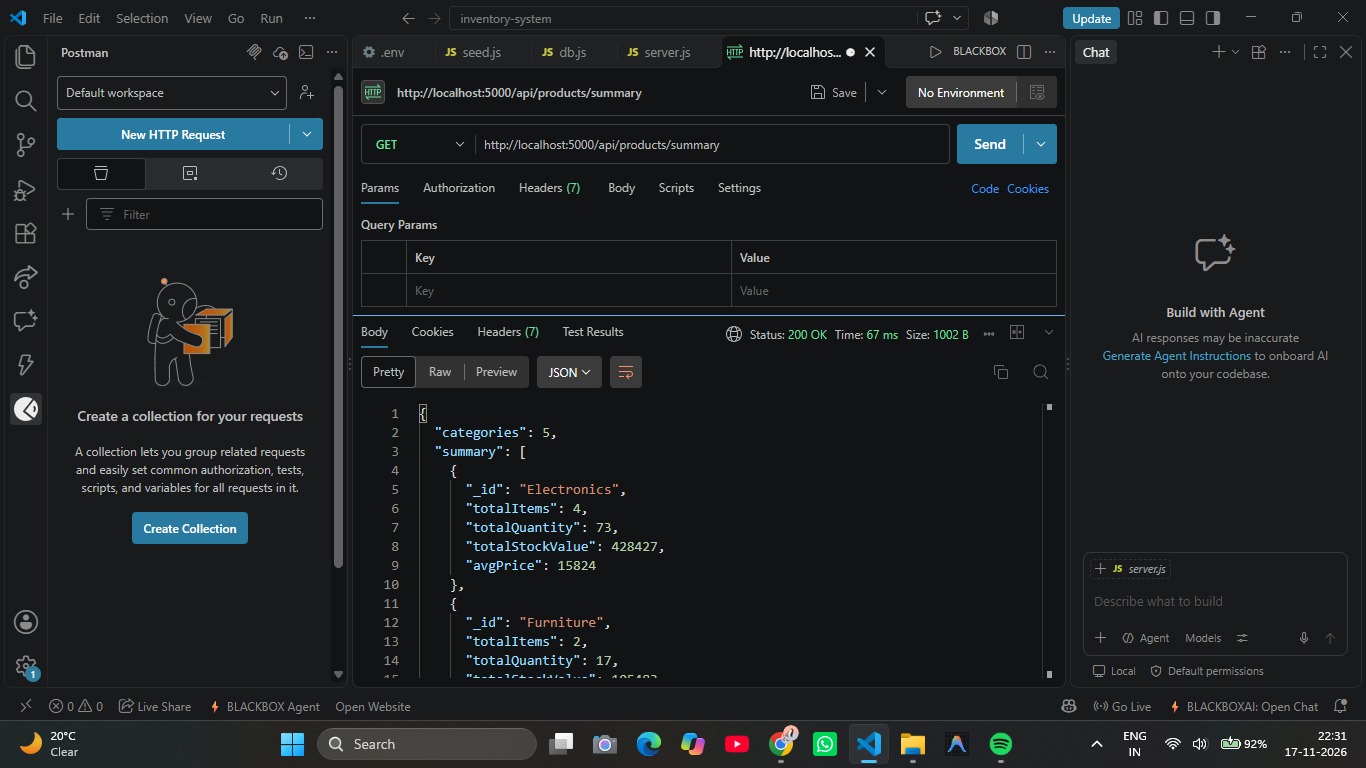 File Edit Selection View Go Run ···
inventory-system
Update
Postman
Default workspace
New HTTP Request
Filter
Create a collection for your requests
A collection lets you group related requests
and easily set common authorization, tests,
scripts, and variables for all requests in it.
Create Collection
.env
JS seed.js
JS db.js
JS server.js
HTTP http://localhos...
BLACKBOX
HTTP http://localhost:5000/api/products/summary
Save
No Environment
GET http://localhost:5000/api/products/summary
Send
Params Authorization Headers (7) Body Scripts Settings Code Cookies
Query Params
Key Value
Key Value
Body Cookies Headers (7) Test Results Status: 200 OK Time: 67 ms Size: 1002 B
Pretty Raw Preview JSON
1 {
2 "categories": 5,
3 "summary": [
4 {
5 "_id": "Electronics",
6 "totalItems": 4,
7 "totalQuantity": 73,
8 "totalStockValue": 428427,
9 "avgPrice": 15824
10 },
11 {
12 "_id": "Furniture",
13 "totalItems": 2,
14 "totalQuantity": 17,
Chat
Build with Agent
AI responses may be inaccurate
Generate Agent Instructions to onboard AI
onto your codebase.
JS server.js
Describe what to build
Agent Models
Local Default permissions
1
0 0 Live Share BLACKBOX Agent Open Website
Go Live BLACKBOXAI: Open Chat
20°C
Clear
Search
ENG
IN
92%
22:31
17-11-2026